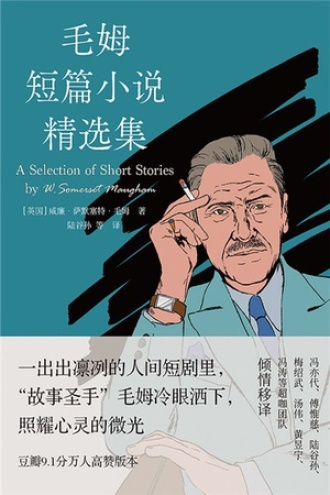 毛姆
短篇小说
精选集
A Selection of Short Stories
by W. Somerset Maugham
[英国]威廉·萨默塞特·毛姆 著
陆谷孙 等 译
一出出凛冽的人间短剧里，
“故事圣手”毛姆冷眼洒下，
照耀心灵的微光
豆瓣9.1分万人高赞版本
冯亦代、傅惟慈、陆谷孙、
梅绍武、汤伟、黄昱宁、
冯涛等超咖团队
倾情移译